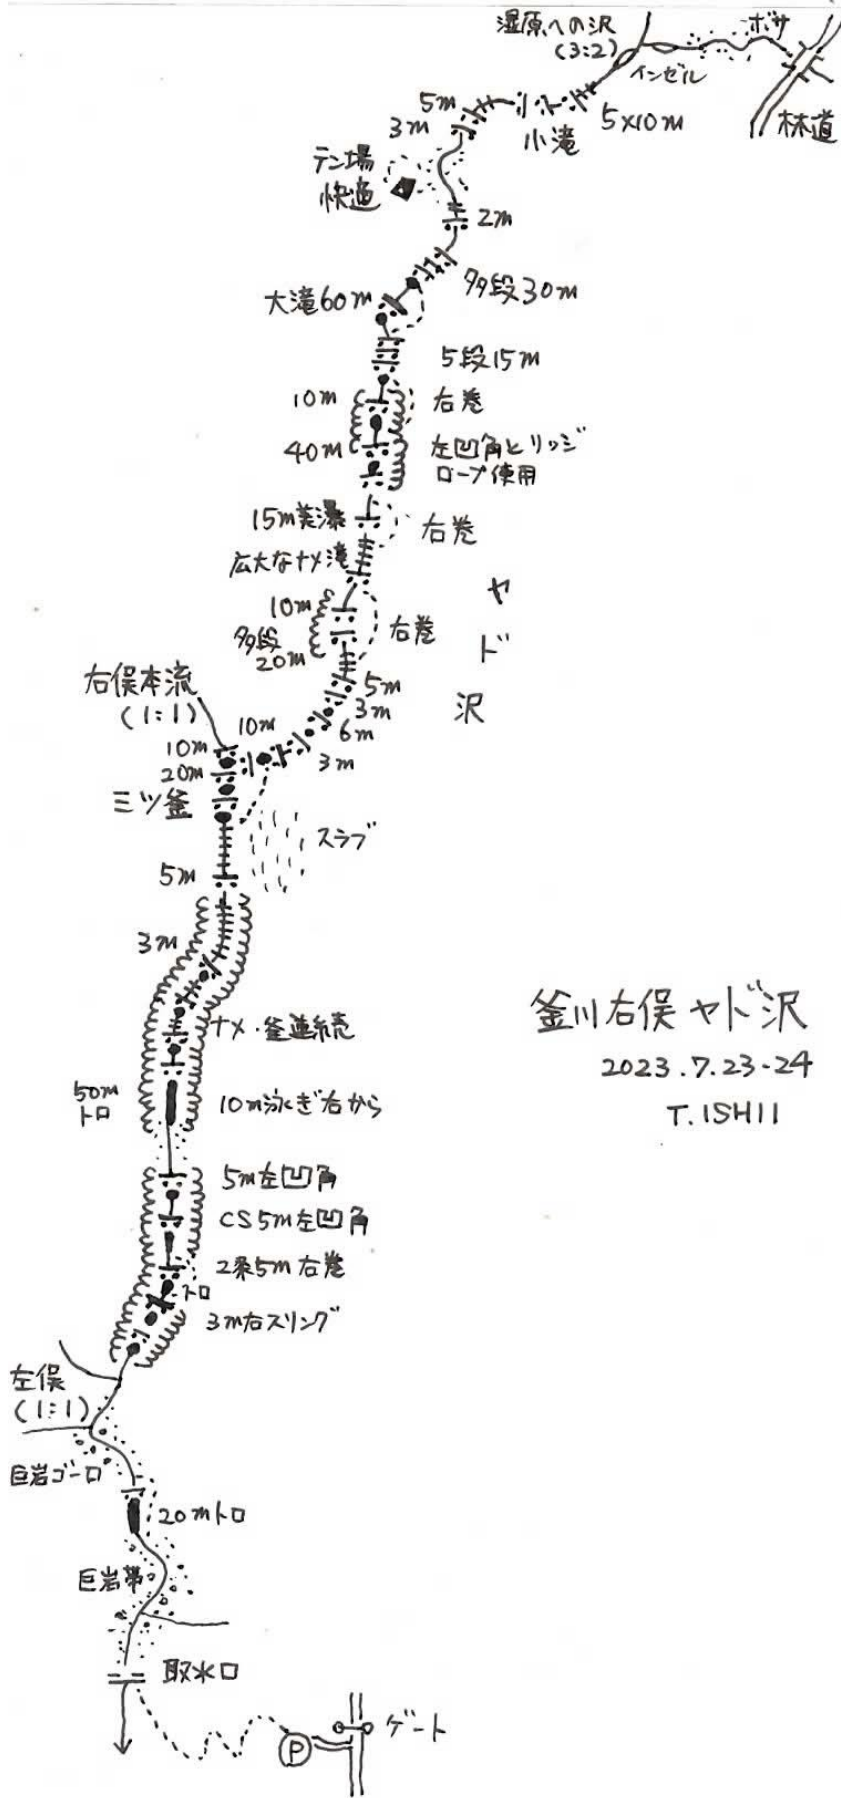 湿原への沢
(3:2)
ボサ
インゼル
林道
5m
3m
小滝
5×10m
テン場
快適
2m
多段30m
大滝60m
5段15m
10m
右巻
40m
左凹角とリッジ
ロープ使用
15m美瀑
右巻
広大なナメ滝
10m
多段
20m
右巻
ヤド沢
5m
3m
6m
3m
右俣本流
(1:1)
10m
10m
20m
三ツ釜
スラブ
5m
3m
ナメ・釜連続
50m
トロ
10m泳ぎ右から
釜川右俣 ヤド沢
2023.7.23-24
T.ISHII
5m左凹角
CS5m左凹角
2条5m右巻
トロ
3m右スリング
左俣
(1:1)
巨岩ゴーロ
20mトロ
巨岩帯
取水口
P
ゲート